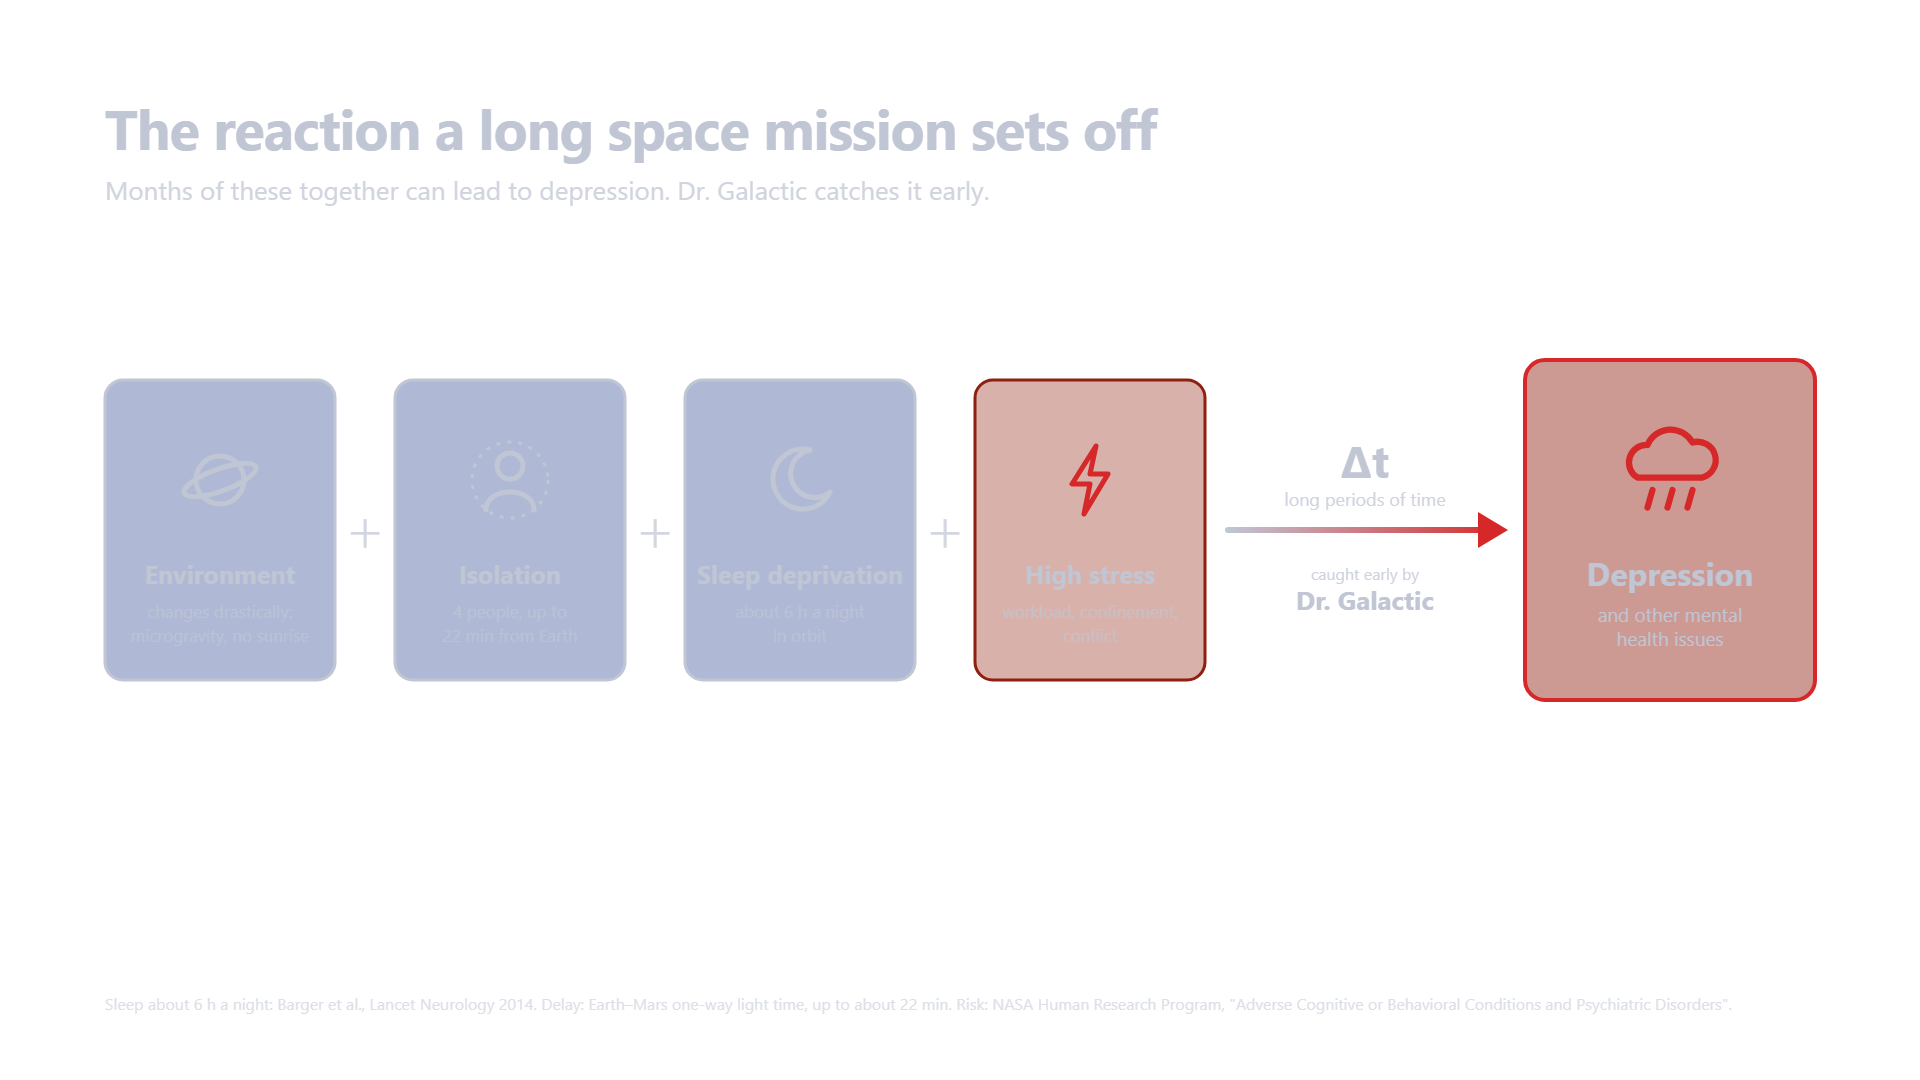 The reaction a long space mission sets off
Months of these together can lead to depression. Dr. Galactic catches it early.
Environment
changes drastically:
microgravity, no sunrise
+
Isolation
4 people, up to
22 min from Earth
+
Sleep deprivation
about 6 h a night
in orbit
+
High stress
workload, confinement,
conflict
Δt
long periods of time
caught early by
Dr. Galactic
Depression
and other mental
health issues
Sleep about 6 h a night: Barger et al., Lancet Neurology 2014. Delay: Earth–Mars one-way light time, up to about 22 min. Risk: NASA Human Research Program, "Adverse Cognitive or Behavioral Conditions and Psychiatric Disorders".